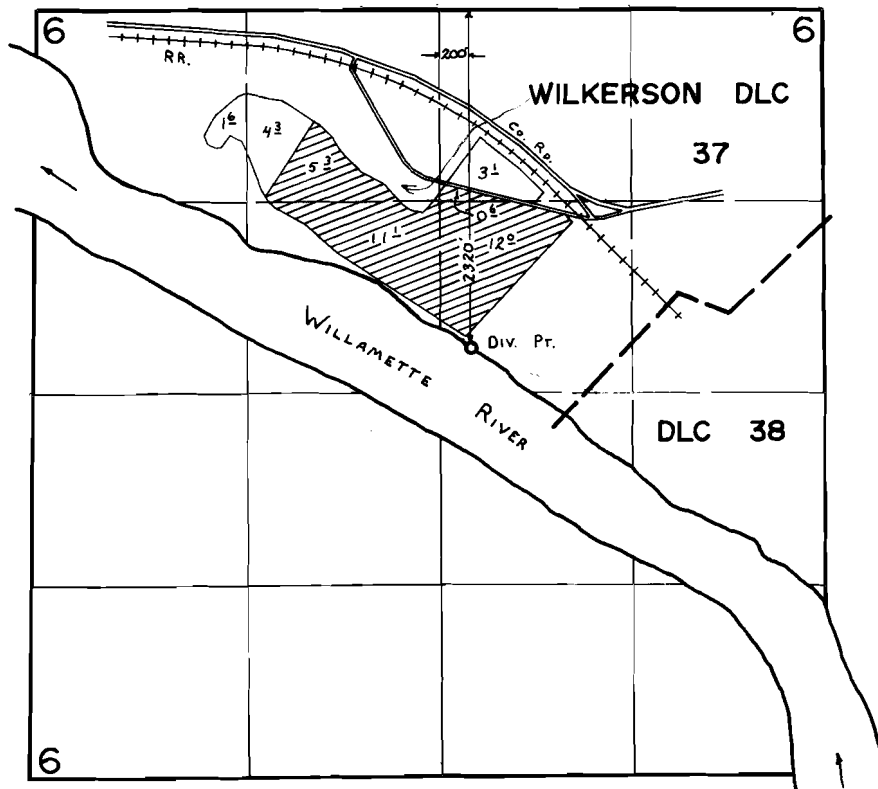 6
6
200'
RR.
WILKERSON DLC
37
Co. RD.
1 6
4 3
5 3
3 1
0 6
11 1
12 0
2320'
DIV. PT.
WILLAMETTE
RIVER
DLC 38
6